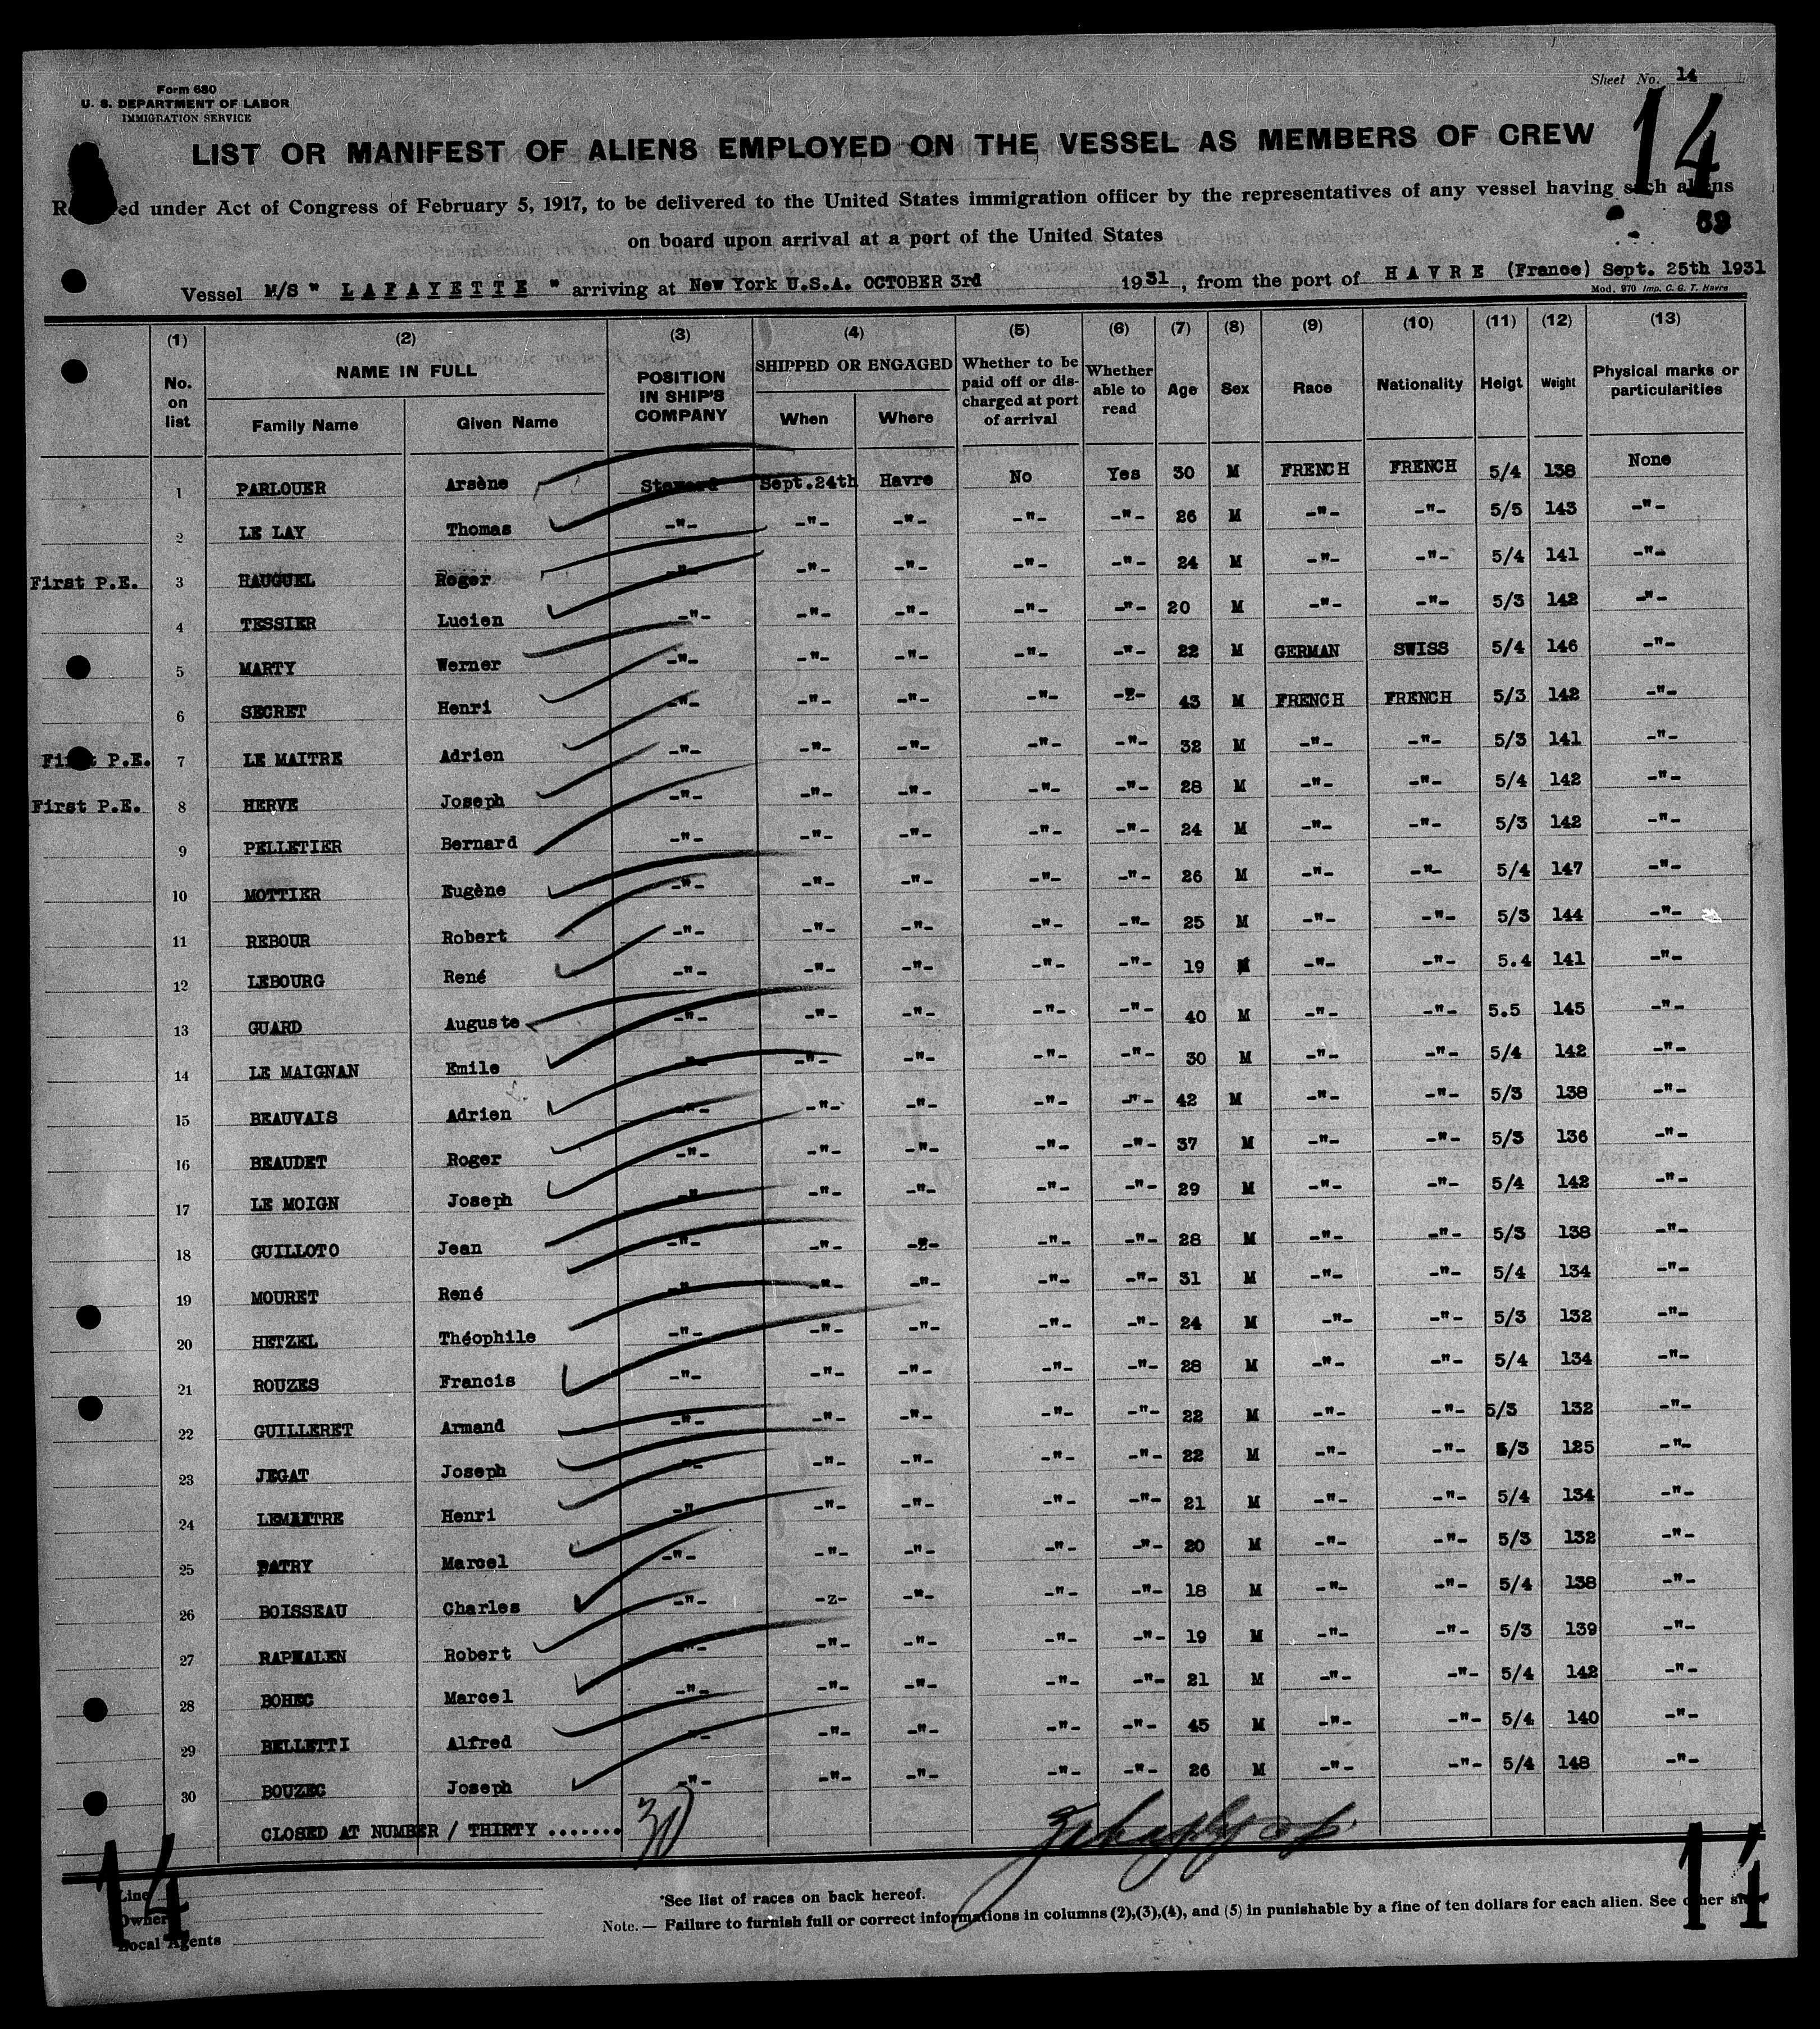 Form 680
U. S. DEPARTMENT OF LABOR
IMMIGRATION SERVICE
Sheet No. 14
14
LIST OR MANIFEST OF ALIENS EMPLOYED ON THE VESSEL AS MEMBERS OF CREW
under Act of Congress of February 5, 1917, to be delivered to the United States immigration officer by the representatives of any vessel having such aliens
on board upon arrival at a port of the United States
Vessel M/S " LAFAYETTE " arriving at New York U.S.A. OCTOBER 3rd 1931, from the port of HAVRE (France) Sept. 25th 1931
Mod. 970 Imp. C. G. T. Havre
(1) (2) (3) (4) (5) (6) (7) (8) (9) (10) (11) (12) (13)
No. on list NAME IN FULL Family Name Given Name POSITION IN SHIP'S COMPANY SHIPPED OR ENGAGED When Where Whether to be paid off or discharged at port of arrival Whether able to read Age Sex Race Nationality Heigt Weight Physical marks or particularities
1 PARLOUER Arsène Steward Sept.24th Havre No Yes 30 M FRENCH FRENCH 5/4 138 None
2 LE LAY Thomas -"- -"- -"- -"- -"- 26 M -"- -"- 5/5 143 -"-
First P.E. 3 HAUGUEL Roger -"- -"- -"- -"- -"- 24 M -"- -"- 5/4 141 -"-
4 TESSIER Lucien -"- -"- -"- -"- -"- 20 M -"- -"- 5/3 142 -"-
5 MARTY Werner -"- -"- -"- -"- -"- 22 M GERMAN SWISS 5/4 146 -"-
6 SECRET Henri -"- -"- -"- -"- -"- 43 M FRENCH FRENCH 5/3 142 -"-
First P.E. 7 LE MAITRE Adrien -"- -"- -"- -"- -"- 32 M -"- -"- 5/3 141 -"-
First P.E. 8 HERVE Joseph -"- -"- -"- -"- -"- 28 M -"- -"- 5/4 142 -"-
9 PELLETIER Bernard -"- -"- -"- -"- -"- 24 M -"- -"- 5/3 142 -"-
10 MOTTIER Eugène -"- -"- -"- -"- -"- 26 M -"- -"- 5/4 147 -"-
11 REBOUR Robert -"- -"- -"- -"- -"- 25 M -"- -"- 5/3 144 -"-
12 LEBOURG René -"- -"- -"- -"- -"- 19 M -"- -"- 5.4 141 -"-
13 GUARD Auguste -"- -"- -"- -"- -"- 40 M -"- -"- 5.5 145 -"-
14 LE MAIGNAN Emile -"- -"- -"- -"- -"- 30 M -"- -"- 5/4 142 -"-
15 BEAUVAIS Adrien -"- -"- -"- -"- -"- 42 M -"- -"- 5/3 138 -"-
16 BEAUDET Roger -"- -"- -"- -"- -"- 37 M -"- -"- 5/3 136 -"-
17 LE MOIGN Joseph -"- -"- -"- -"- -"- 29 M -"- -"- 5/4 142 -"-
18 GUILLOTO Jean -"- -"- -"- -"- -"- 28 M -"- -"- 5/3 138 -"-
19 MOURET René -"- -"- -"- -"- -"- 31 M -"- -"- 5/4 134 -"-
20 HETZEL Théophile -"- -"- -"- -"- -"- 24 M -"- -"- 5/3 132 -"-
21 ROUZES Francis -"- -"- -"- -"- -"- 28 M -"- -"- 5/4 134 -"-
22 GUILLERET Armand -"- -"- -"- -"- -"- 22 M -"- -"- 5/3 132 -"-
23 JEGAT Joseph -"- -"- -"- -"- -"- 22 M -"- -"- 5/3 125 -"-
24 LEMAITRE Henri -"- -"- -"- -"- -"- 21 M -"- -"- 5/4 134 -"-
25 PATRY Marcel -"- -"- -"- -"- -"- 20 M -"- -"- 5/3 132 -"-
26 BOISSEAU Charles -"- -z- -"- -"- -"- 18 M -"- -"- 5/4 138 -"-
27 RAPHALEN Robert -"- -"- -"- -"- -"- 19 M -"- -"- 5/3 139 -"-
28 BOHEC Marcel -"- -"- -"- -"- -"- 21 M -"- -"- 5/4 142 -"-
29 BELLETTI Alfred -"- -"- -"- -"- -"- 45 M -"- -"- 5/4 140 -"-
30 BOUZEC Joseph -"- -"- -"- -"- -"- 26 M -"- -"- 5/4 148 -"-
CLOSED AT NUMBER / THIRTY ....... 30
14 14
Line
Owner
Local Agents
*See list of races on back hereof.
Note. — Failure to furnish full or correct informations in columns (2),(3),(4), and (5) in punishable by a fine of ten dollars for each alien. See other side